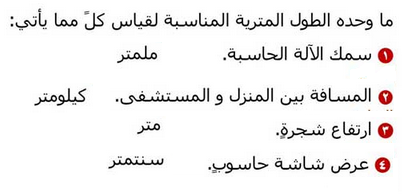 ما وحده الطول المترية المناسبة لقياس كلً مما يأتي:
١ سمك الآلة الحاسبة. ملمتر
٢ المسافة بين المنزل و المستشفى. كيلومتر
٣ ارتفاع شجرةٍ. متر
٤ عرض شاشة حاسوبٍ. سنتمتر